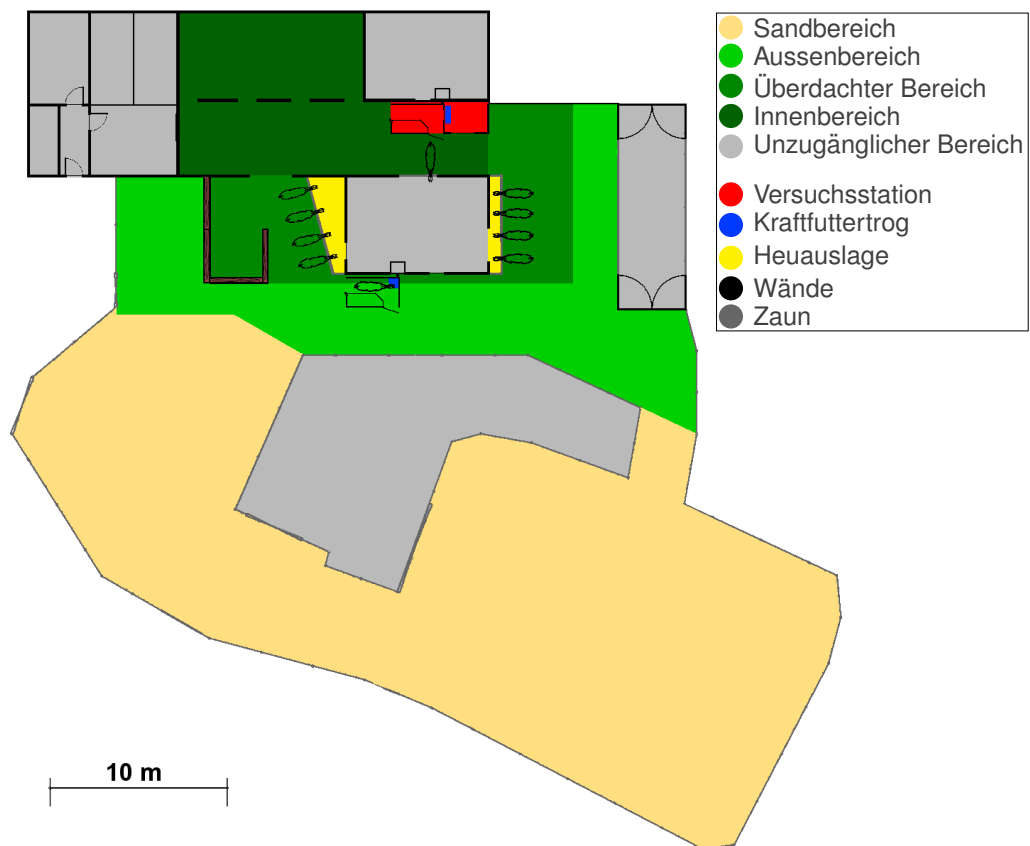 Sandbereich
Aussenbereich
Überdachter Bereich
Innenbereich
Unzugänglicher Bereich
Versuchsstation
Kraftfuttertrog
Heuauslage
Wände
Zaun
10 m